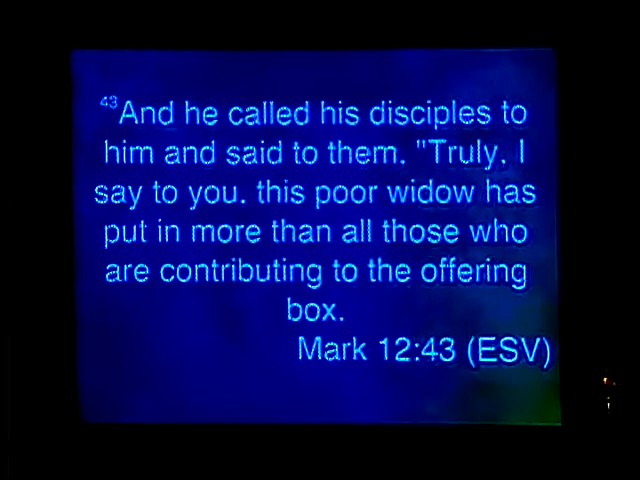 43And he called his disciples to
him and said to them. "Truly, I
say to you. this poor widow has
put in more than all those who
are contributing to the offering
box.
Mark 12:43 (ESV)